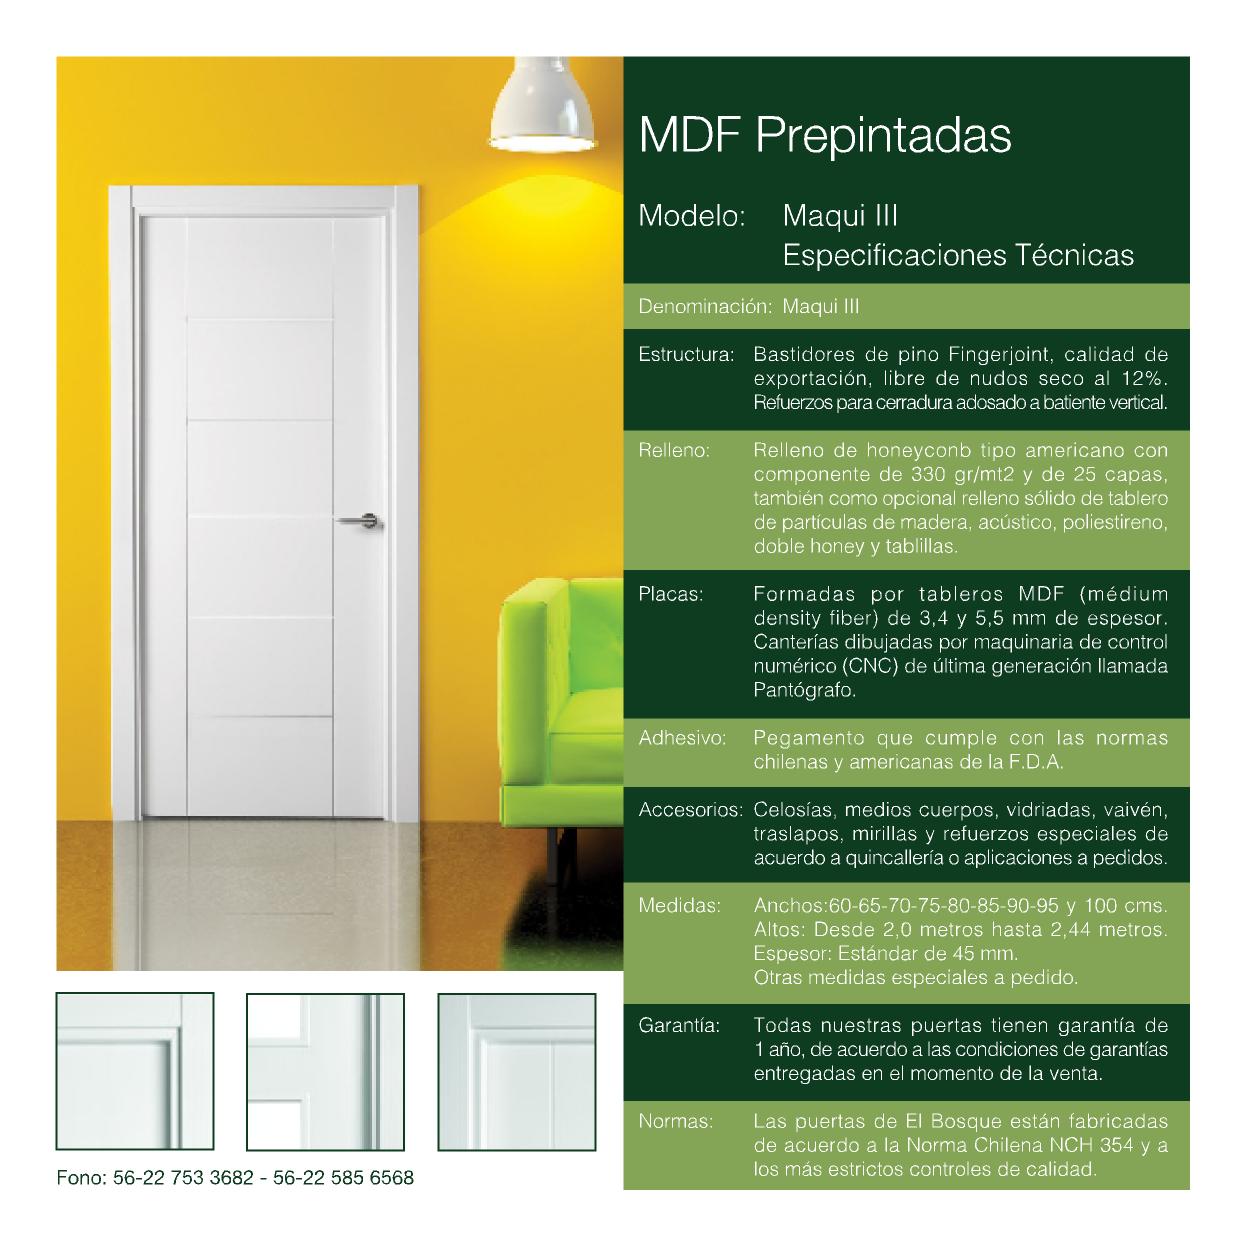 MDF Prepintadas
Modelo: Maqui III
Especificaciones Técnicas
Denominación: Maqui III
Estructura: Bastidores de pino Fingerjoint, calidad de
exportación, libre de nudos seco al 12%.
Refuerzos para cerradura adosado a batiente vertical.
Relleno: Relleno de honeyconb tipo americano con
componente de 330 gr/mt2 y de 25 capas,
también como opcional relleno sólido de tablero
de partículas de madera, acústico, poliestireno,
doble honey y tablillas.
Placas: Formadas por tableros MDF (médium
density fiber) de 3,4 y 5,5 mm de espesor.
Canterías dibujadas por maquinaria de control
numérico (CNC) de última generación llamada
Pantógrafo.
Adhesivo: Pegamento que cumple con las normas
chilenas y americanas de la F.D.A.
Accesorios: Celosías, medios cuerpos, vidriadas, vaivén,
traslapos, mirillas y refuerzos especiales de
acuerdo a quincallería o aplicaciones a pedidos.
Medidas: Anchos:60-65-70-75-80-85-90-95 y 100 cms.
Altos: Desde 2,0 metros hasta 2,44 metros.
Espesor: Estándar de 45 mm.
Otras medidas especiales a pedido.
Garantía: Todas nuestras puertas tienen garantía de
1 año, de acuerdo a las condiciones de garantías
entregadas en el momento de la venta.
Normas: Las puertas de El Bosque están fabricadas
de acuerdo a la Norma Chilena NCH 354 y a
los más estrictos controles de calidad.
Fono: 56-22 753 3682 - 56-22 585 6568